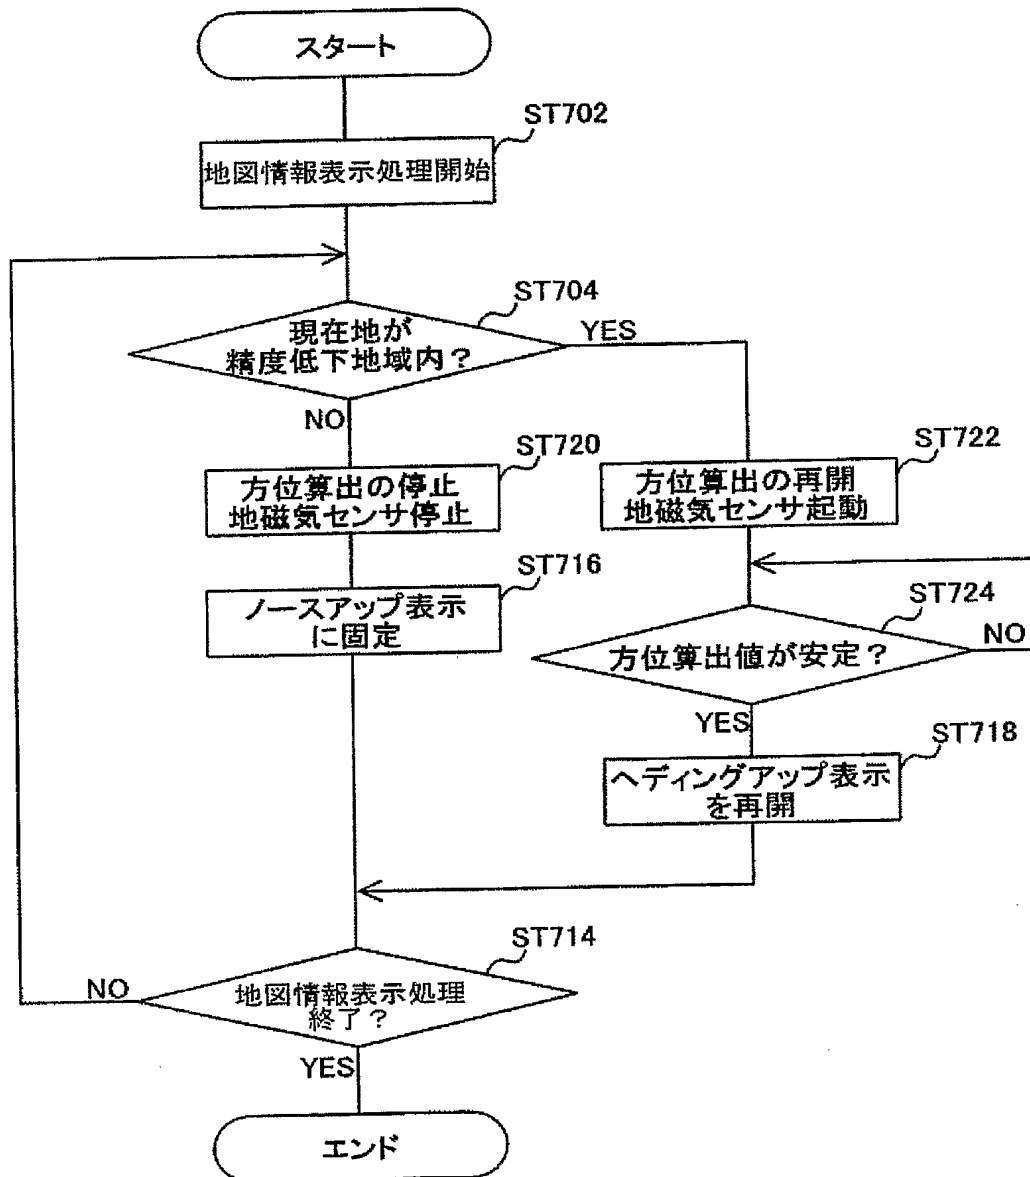 スタート
ST702
地図情報表示処理開始
ST704
現在地が
精度低下地域内？
YES
NO
ST720
方位算出の停止
地磁気センサ停止
ST722
方位算出の再開
地磁気センサ起動
ST716
ノースアップ表示
に固定
ST724
方位算出値が安定？
NO
YES
ST718
ヘディングアップ表示
を再開
ST714
地図情報表示処理
終了？
NO
YES
エンド